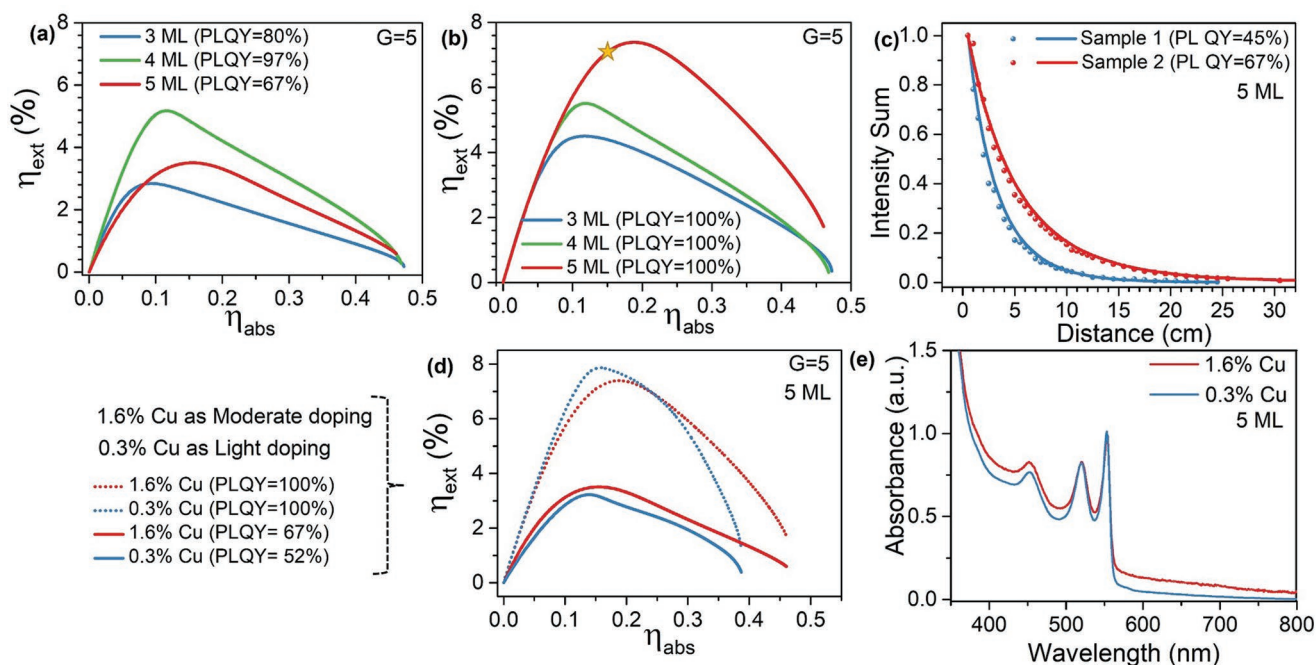 (a)
3 ML (PLQY=80%)
4 ML (PLQY=97%)
5 ML (PLQY=67%)
G=5
8
6
4
2
0
ηext (%)
0.0 0.1 0.2 0.3 0.4 0.5
ηabs
(b)
G=5
3 ML (PLQY=100%)
4 ML (PLQY=100%)
5 ML (PLQY=100%)
8
6
4
2
0
ηext (%)
0.0 0.1 0.2 0.3 0.4 0.5
ηabs
(c)
Sample 1 (PL QY=45%)
Sample 2 (PL QY=67%)
5 ML
1.0
0.8
0.6
0.4
0.2
0.0
Intensity Sum
0 5 10 15 20 25 30
Distance (cm)
1.6% Cu as Moderate doping
0.3% Cu as Light doping
1.6% Cu (PLQY=100%)
0.3% Cu (PLQY=100%)
1.6% Cu (PLQY= 67%)
0.3% Cu (PLQY= 52%)
(d)
G=5
5 ML
8
6
4
2
0
ηext (%)
0.0 0.1 0.2 0.3 0.4 0.5
ηabs
(e)
1.6% Cu
0.3% Cu
5 ML
1.5
1.0
0.5
0.0
Absorbance (a.u.)
400 500 600 700 800
Wavelength (nm)